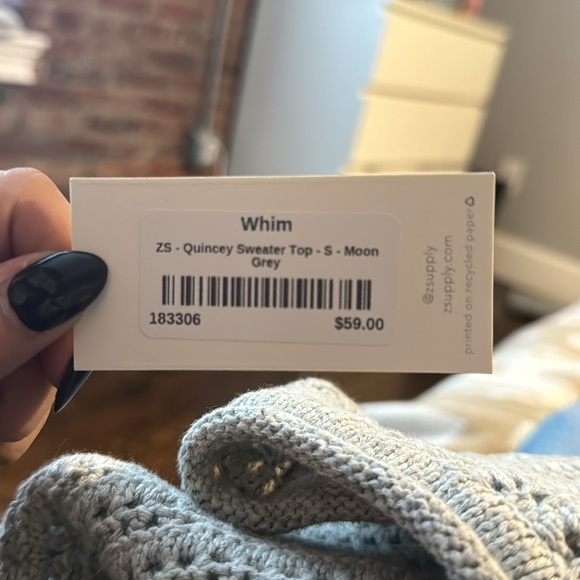 Whim
ZS - Quincey Sweater Top - S - Moon
Grey
183306
$59.00
@zsupply
zsupply.com
printed on recycled paper